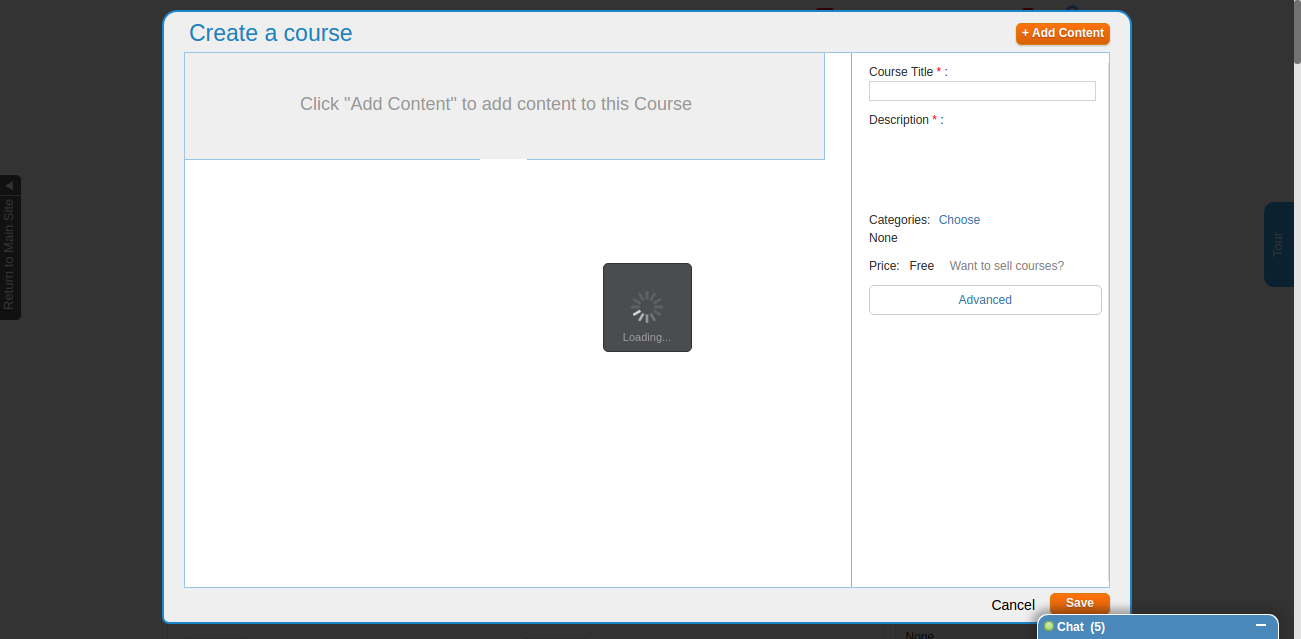 Create a course
+ Add Content
Click "Add Content" to add content to this Course
Course Title * :
Description * :
Categories: Choose
None
Price: Free Want to sell courses?
Advanced
Loading...
Return to Main Site
Tour
Cancel
Save
Chat (5)
None